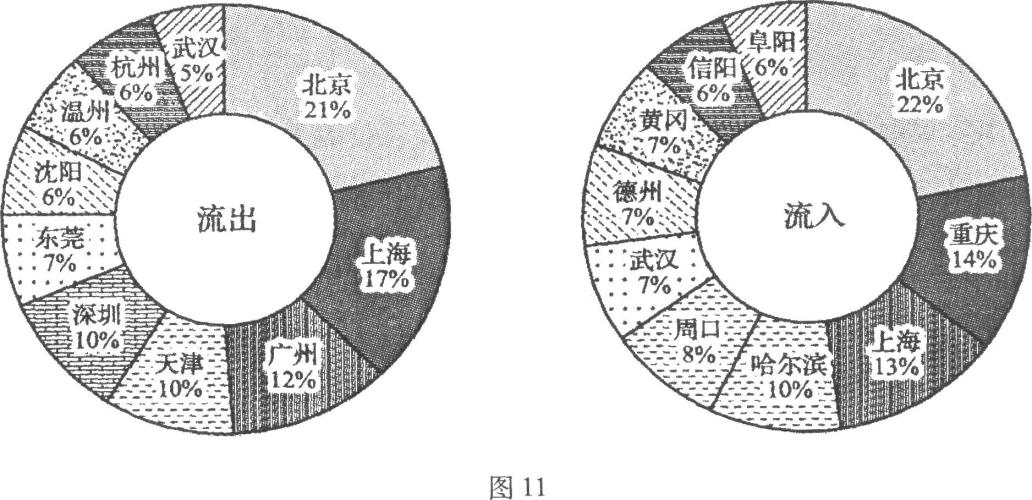 流出
北京
21%
上海
17%
广州
12%
天津
10%
深圳
10%
东莞
7%
沈阳
6%
温州
6%
杭州
6%
武汉
5%
流入
北京
22%
重庆
14%
上海
13%
哈尔滨
10%
周口
8%
武汉
7%
德州
7%
黄冈
7%
信阳
6%
阜阳
6%
图 11